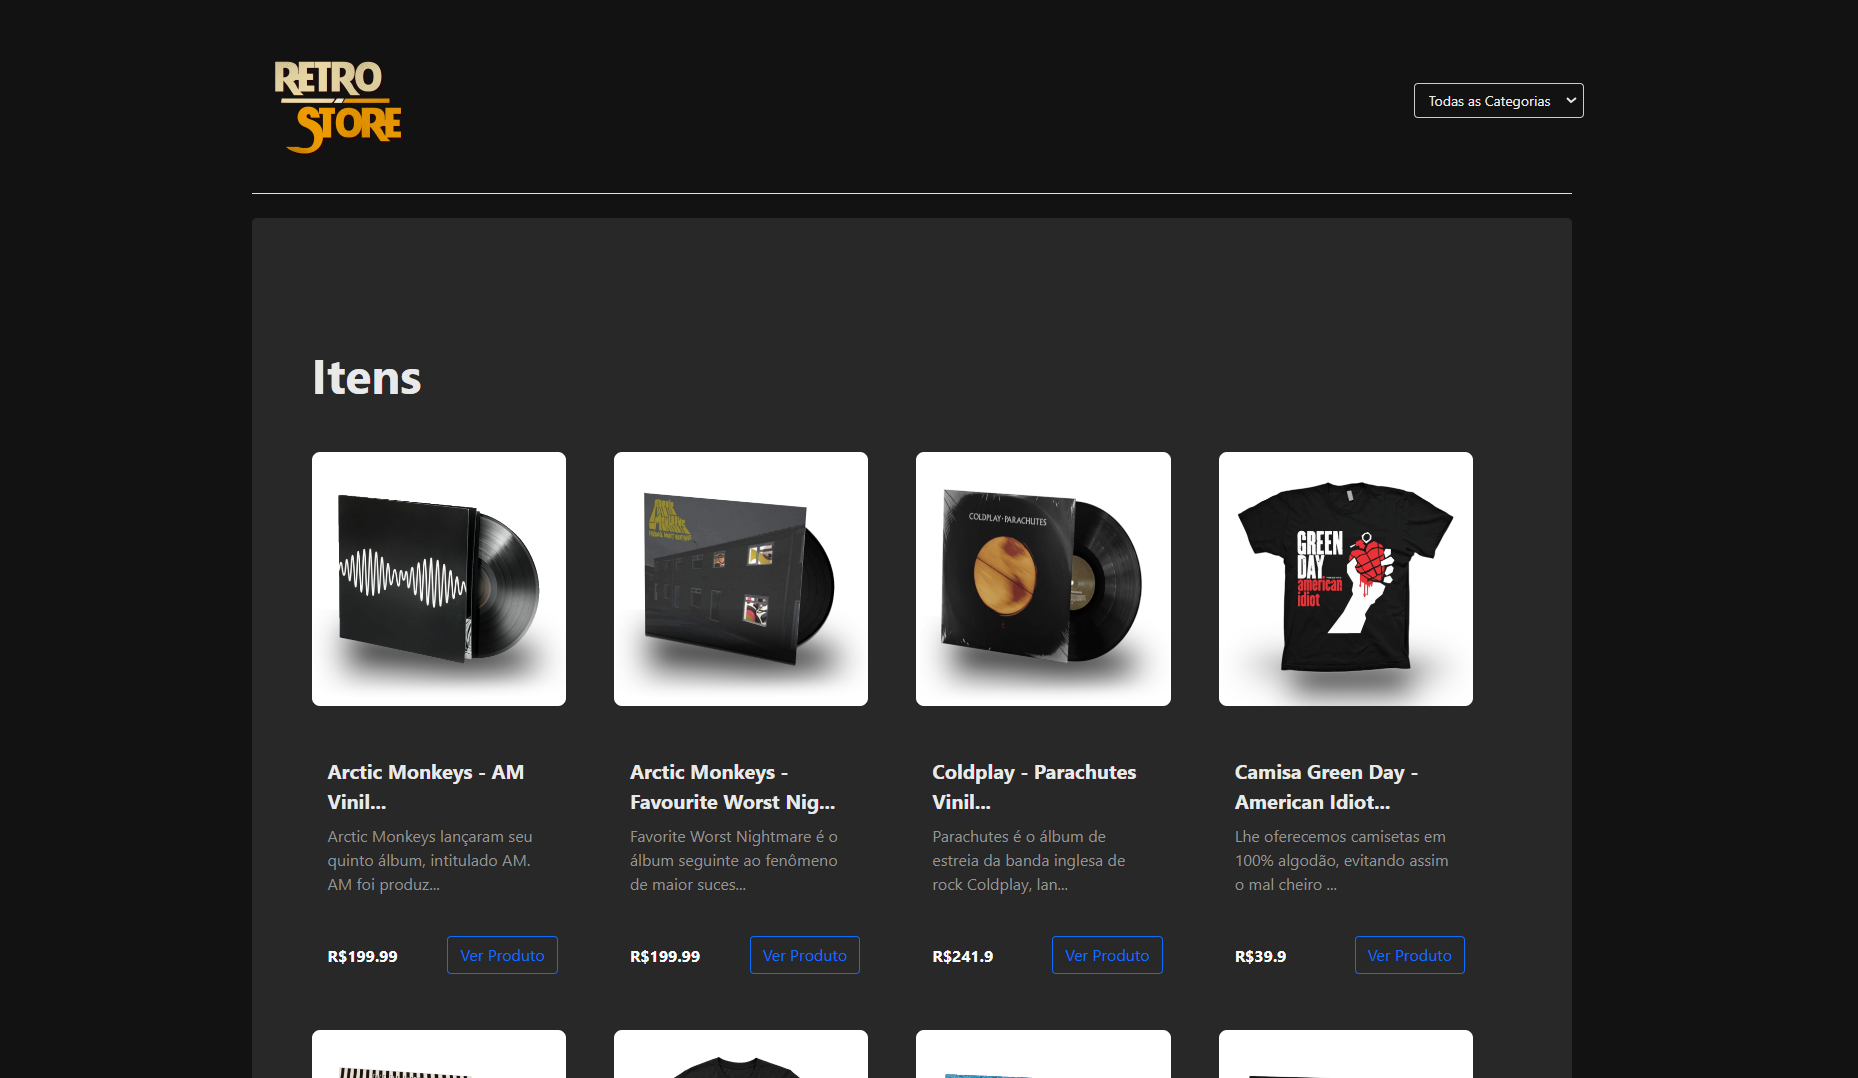 RETRO
STORE
Todas as Categorias
Itens
COLDPLAY·PARACHUTES
GREEN
DAY
american
idiot
Arctic Monkeys - AM
Vinil...
Arctic Monkeys lançaram seu
quinto álbum, intitulado AM.
AM foi produz...
R$199.99
Ver Produto
Arctic Monkeys -
Favourite Worst Nig...
Favorite Worst Nightmare é o
álbum seguinte ao fenômeno
de maior suces...
R$199.99
Ver Produto
Coldplay - Parachutes
Vinil...
Parachutes é o álbum de
estreia da banda inglesa de
rock Coldplay, lan...
R$241.9
Ver Produto
Camisa Green Day -
American Idiot...
Lhe oferecemos camisetas em
100% algodão, evitando assim
o mal cheiro ...
R$39.9
Ver Produto